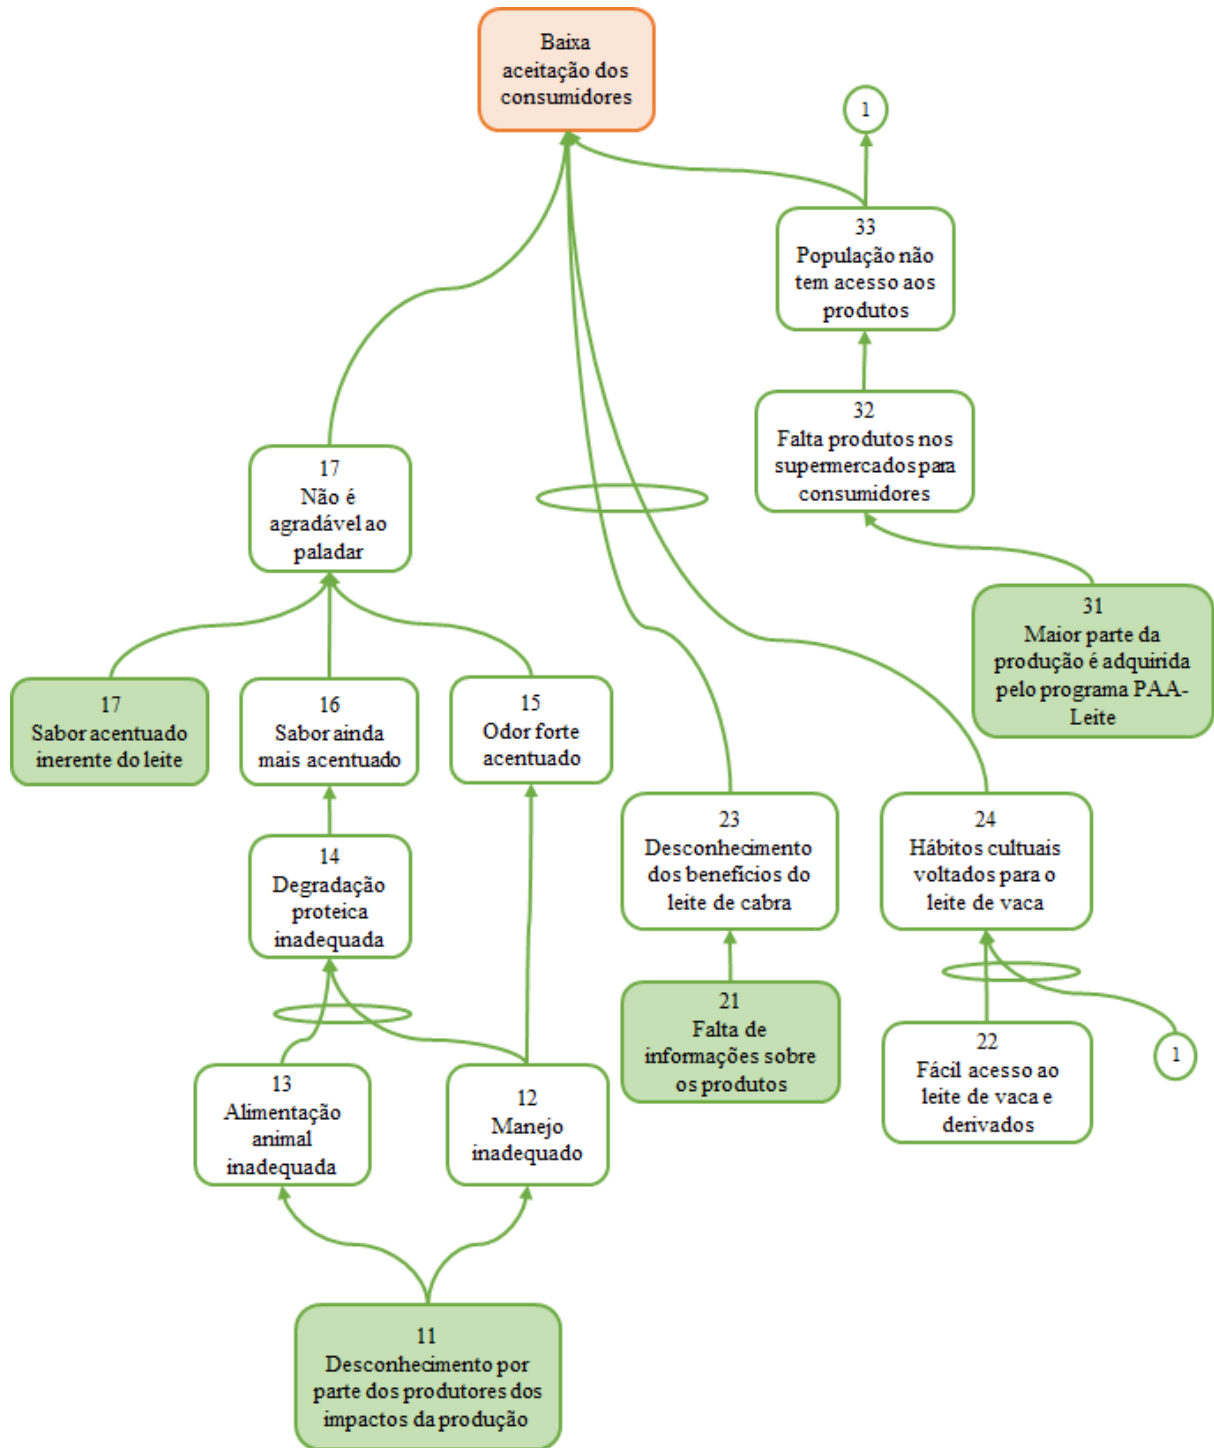 Baixa
aceitação dos
consumidores
1
33
População não
tem acesso aos
produtos
32
Falta produtos nos
supermercados para
consumidores
17
Não é
agradável ao
paladar
31
Maior parte da
produção é adquirida
pelo programa PAA-
Leite
17
Sabor acentuado
inerente do leite
16
Sabor ainda
mais acentuado
15
Odor forte
acentuado
23
Desconhecimento
dos benefícios do
leite de cabra
24
Hábitos cultuais
voltados para o
leite de vaca
14
Degradação
proteica
inadequada
21
Falta de
informações sobre
os produtos
22
Fácil acesso ao
leite de vaca e
derivados
1
13
Alimentação
animal
inadequada
12
Manejo
inadequado
11
Desconhecimento por
parte dos produtores dos
impactos da produção